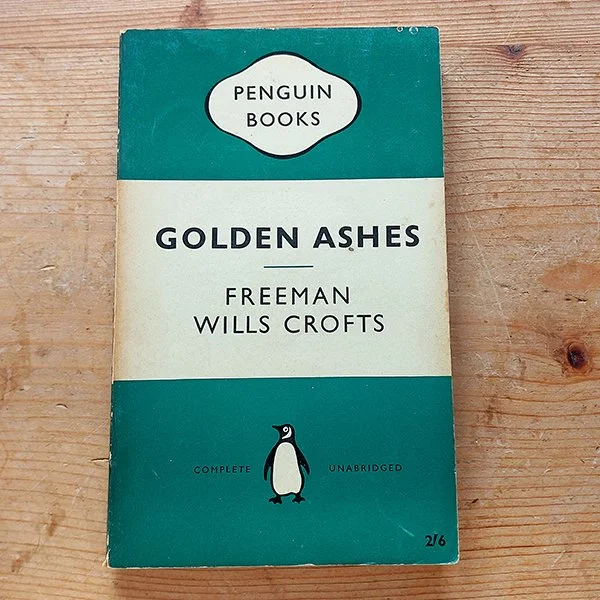 PENGUIN
BOOKS
GOLDEN ASHES
FREEMAN
WILLS CROFTS
COMPLETE UNABRIDGED
2/6